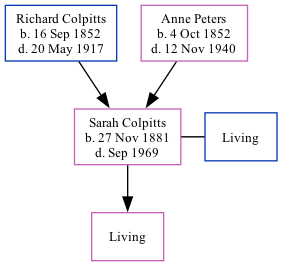 Richard Colpitts
b. 16 Sep 1852
d. 20 May 1917
Anne Peters
b. 4 Oct 1852
d. 12 Nov 1940
Sarah Colpitts
b. 27 Nov 1881
d. Sep 1969
Living
Living